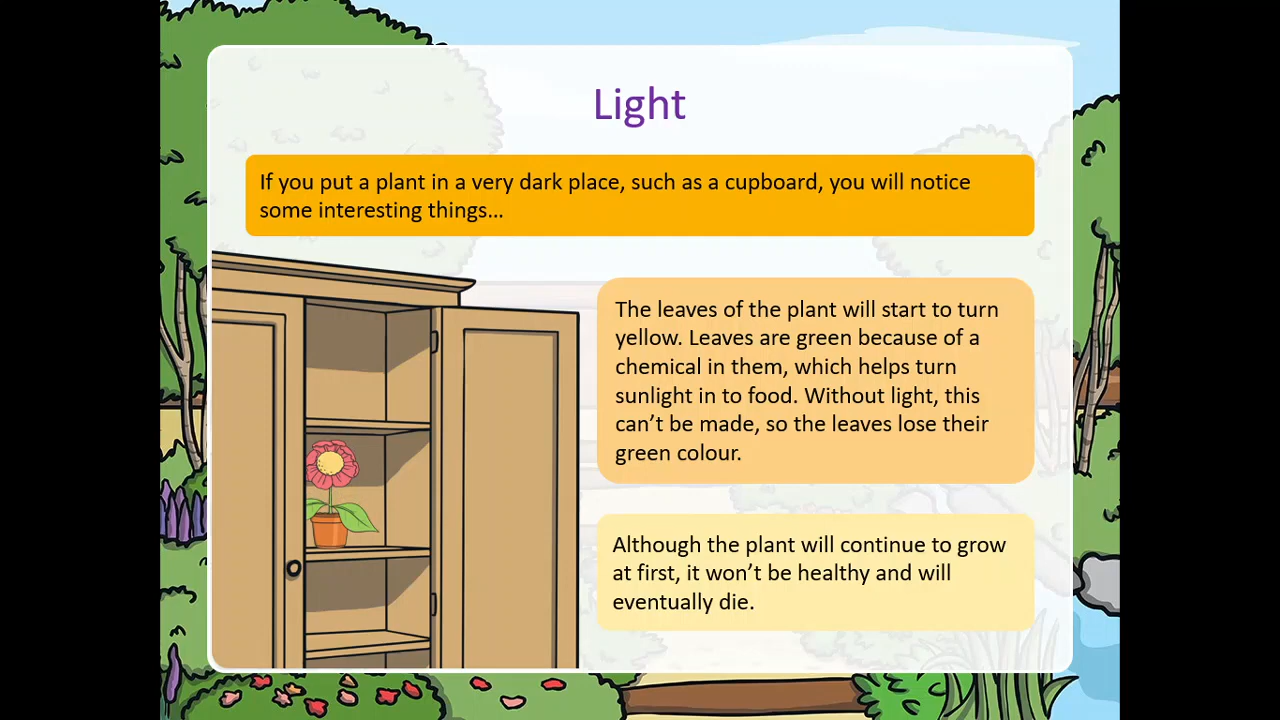 Light
If you put a plant in a very dark place, such as a cupboard, you will notice
some interesting things…
The leaves of the plant will start to turn
yellow. Leaves are green because of a
chemical in them, which helps turn
sunlight in to food. Without light, this
can’t be made, so the leaves lose their
green colour.
Although the plant will continue to grow
at first, it won’t be healthy and will
eventually die.